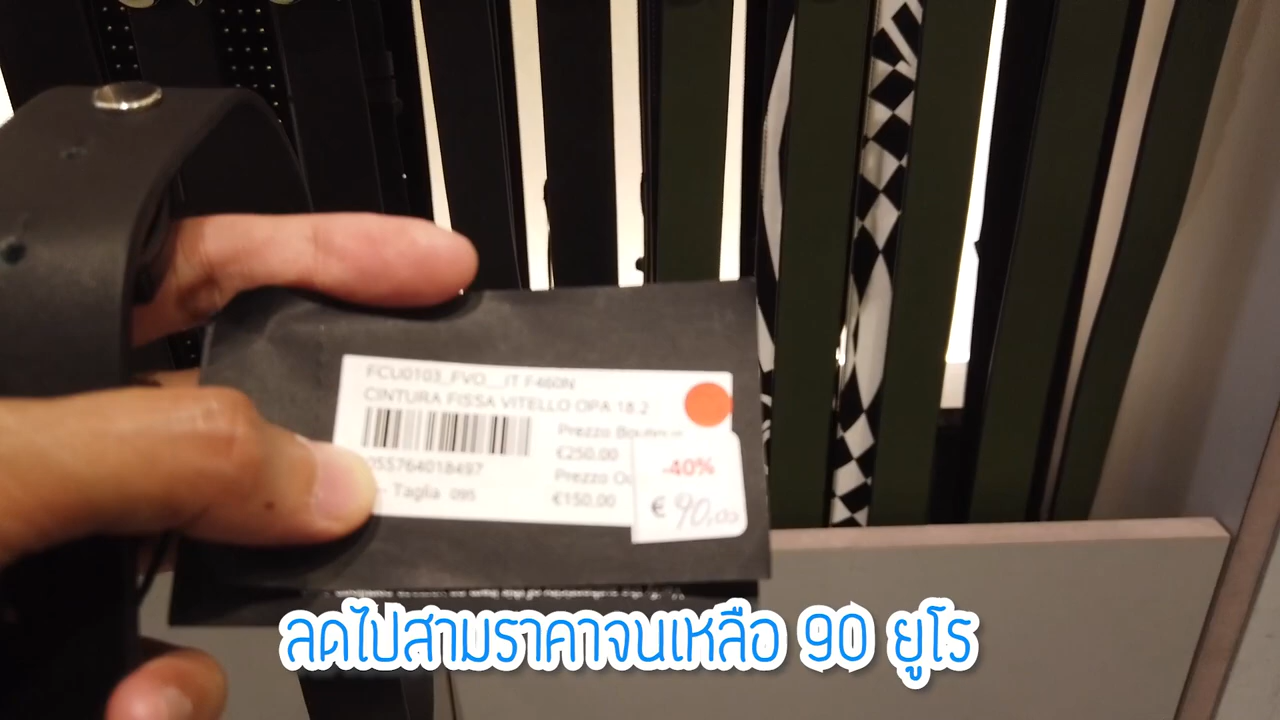 FCU0103_FVO__IT F460N
CINTURA FISSA VITELLO OPA 18 2
Prezzo
€250.00
055764018497
Prezzo
- Taglia 095
€150.00
-40%
€ 90,00
ลดไปสามราคาจนเหลือ 90 ยูโร